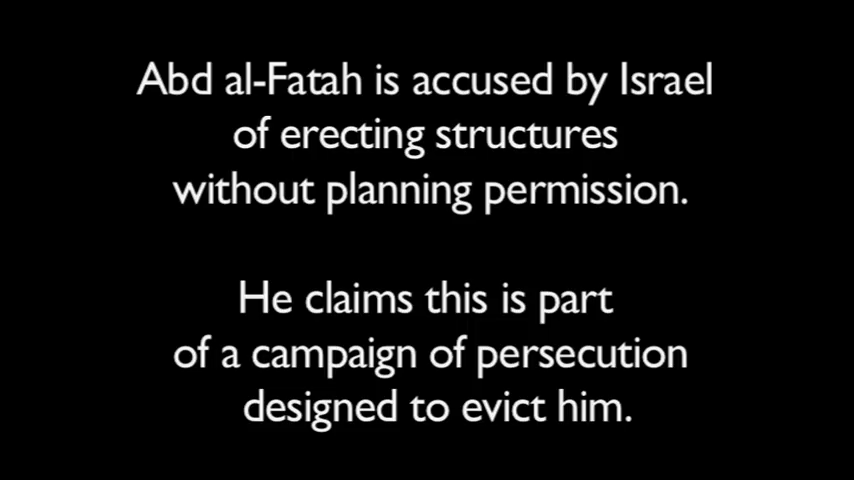 Abd al-Fatah is accused by Israel
of erecting structures
without planning permission.
He claims this is part
of a campaign of persecution
designed to evict him.